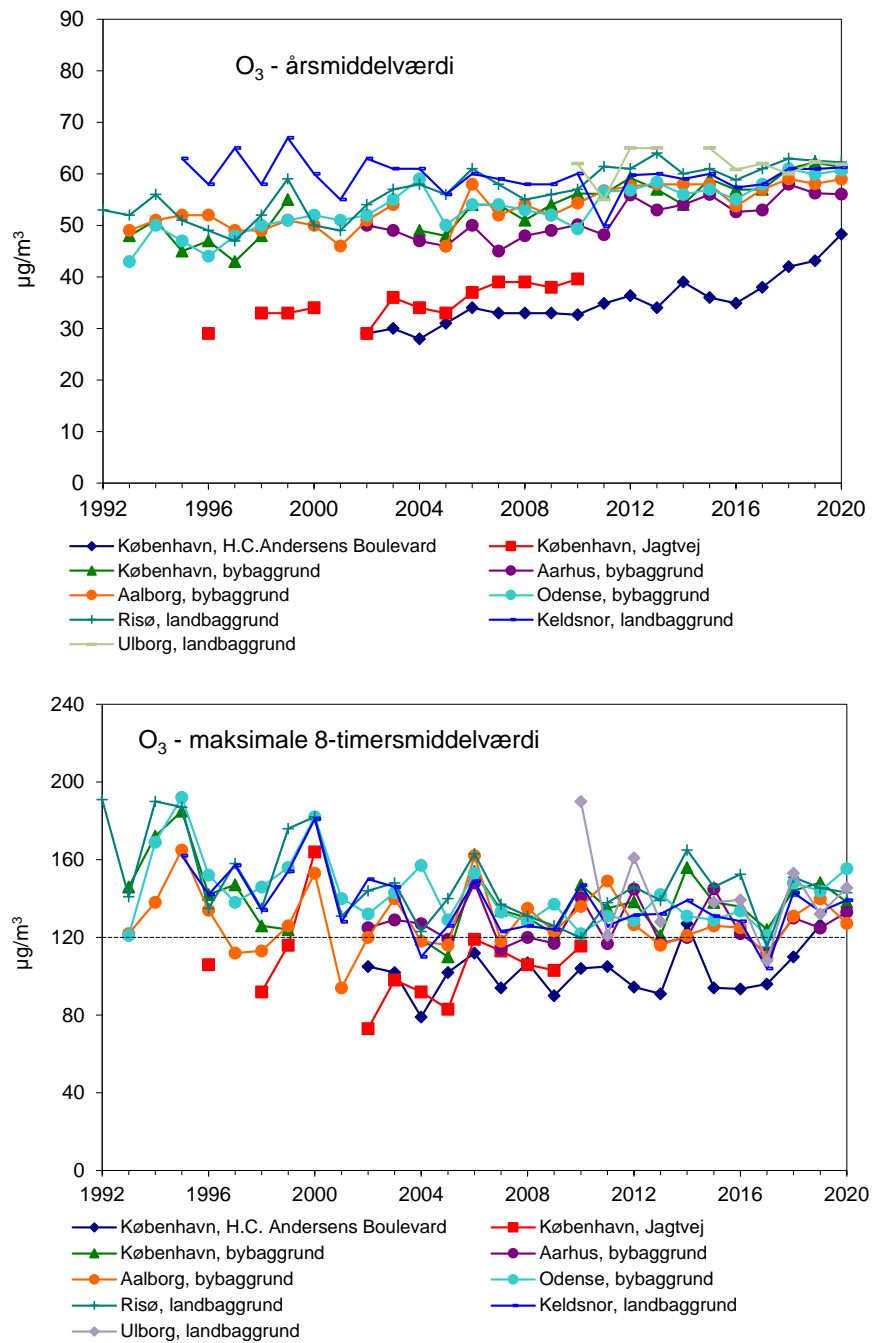 O3 - årsmiddelværdi
90
80
70
60
50
40
30
20
10
0
µg/m³
1992 1996 2000 2004 2008 2012 2016 2020
København, H.C.Andersens Boulevard København, Jagtvej
København, bybaggrund Aarhus, bybaggrund
Aalborg, bybaggrund Odense, bybaggrund
Risø, landbaggrund Keldsnor, landbaggrund
Ulborg, landbaggrund
O3 - maksimale 8-timersmiddelværdi
240
200
160
120
80
40
0
µg/m³
1992 1996 2000 2004 2008 2012 2016 2020
København, H.C. Andersens Boulevard København, Jagtvej
København, bybaggrund Aarhus, bybaggrund
Aalborg, bybaggrund Odense, bybaggrund
Risø, landbaggrund Keldsnor, landbaggrund
Ulborg, landbaggrund